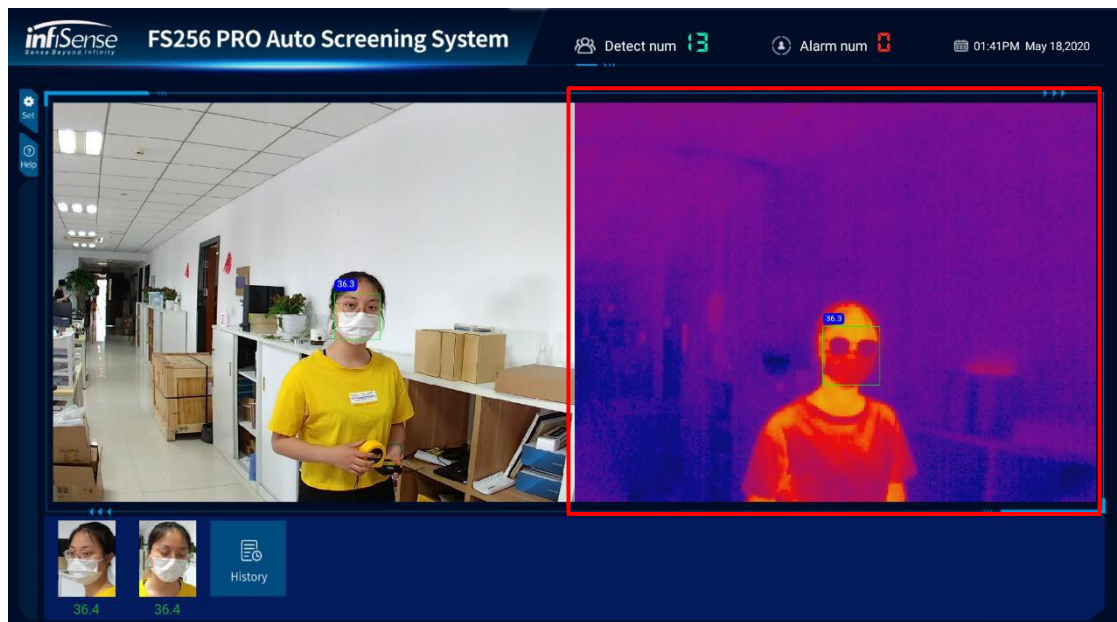 infiSense
Sense Beyond Infinity
FS256 PRO Auto Screening System
Detect num 13
Alarm num 0
01:41PM May 18,2020
Set
Help
36.3
36.3
36.4
36.4
History